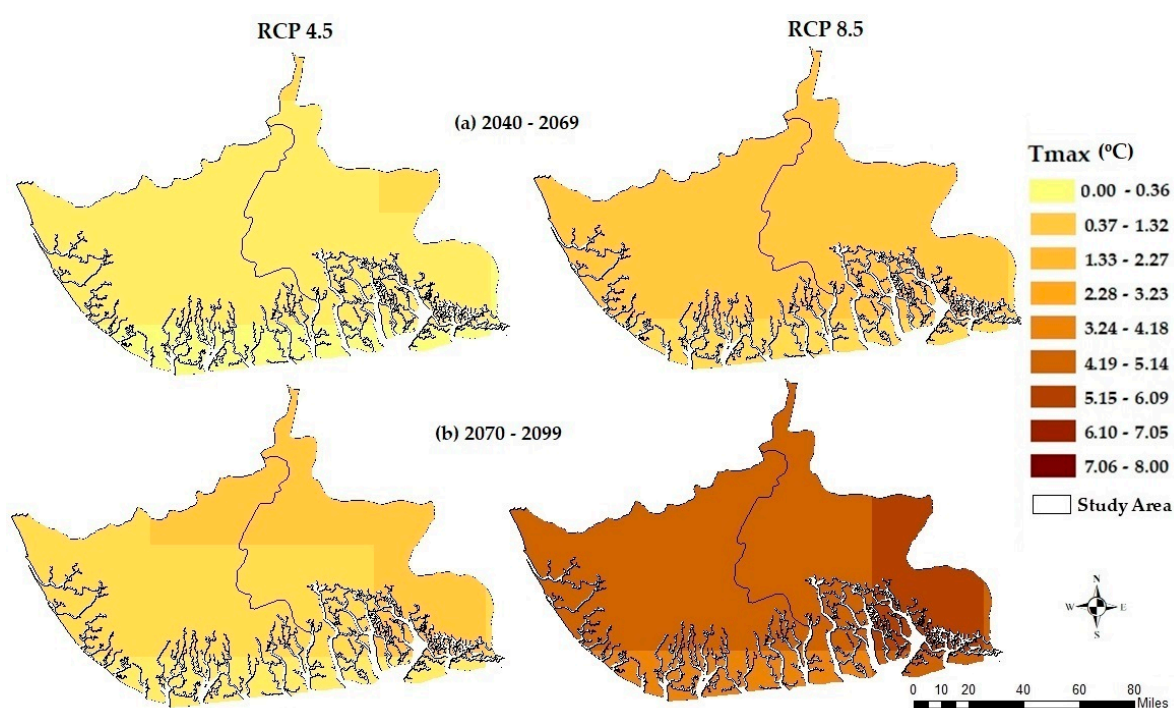 RCP 4.5
RCP 8.5
(a) 2040 - 2069
Tmax (ºC)
0.00 - 0.36
0.37 - 1.32
1.33 - 2.27
2.28 - 3.23
3.24 - 4.18
4.19 - 5.14
5.15 - 6.09
6.10 - 7.05
7.06 - 8.00
Study Area
(b) 2070 - 2099
N
W E
S
0 5 10 20 40 60 80
Miles